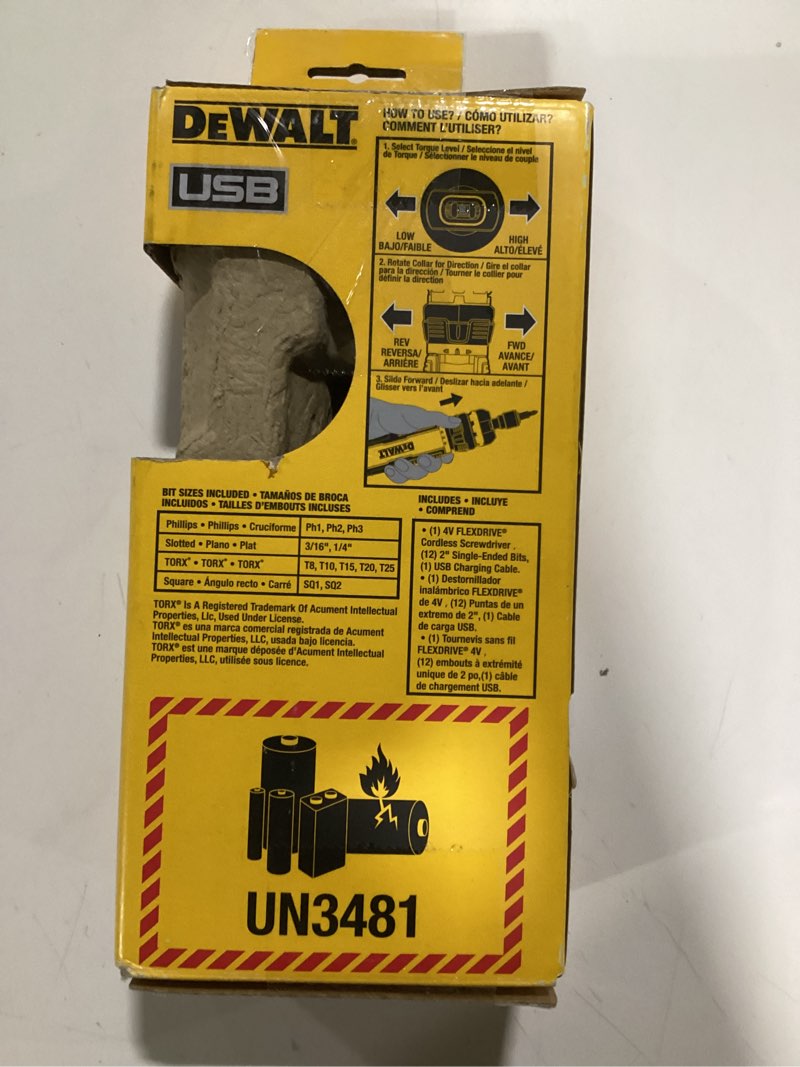 DEWALT
USB
HOW TO USE? / CÓMO UTILIZAR?
COMMENT L'UTILISER?
1. Select Torque Level / Seleccione el nivel
de Torque / Sélectionner le niveau de couple
LOW
BAJO/FAIBLE
HIGH
ALTO/ÉLEVÉ
2. Rotate Collar for Direction / Gire el collar
para la dirección / Tourner le collier pour
définir la direction
REV
REVERSA/
ARRIÈRE
FWD
AVANCE/
AVANT
3. Slide Forward / Deslizar hacia adelante /
Glisser vers l'avant
DEWALT
BIT SIZES INCLUDED • TAMAÑOS DE BROCA
INCLUIDOS • TAILLES D'EMBOUTS INCLUSES
Phillips • Phillips • Cruciforme Ph1, Ph2, Ph3
Slotted • Plano • Plat 3/16", 1/4"
TORX® • TORX® • TORX® T8, T10, T15, T20, T25
Square • Ángulo recto • Carré SQ1, SQ2
TORX® Is A Registered Trademark Of Acument Intellectual
Properties, Llc, Used Under License.
TORX® es una marca comercial registrada de Acument
Intellectual Properties, LLC, usada bajo licencia.
TORX® est une marque déposée d'Acument Intellectual
Properties, LLC, utilisée sous licence.
INCLUDES • INCLUYE
• COMPREND
• (1) 4V FLEXDRIVE®
Cordless Screwdriver,
(12) 2" Single-Ended Bits,
(1) USB Charging Cable.
• (1) Destornillador
inalámbrico FLEXDRIVE®
de 4V, (12) Puntas de un
extremo de 2", (1) Cable
de carga USB.
• (1) Tournevis sans fil
FLEXDRIVE® 4V,
(12) embouts à extrémité
unique de 2 po,(1) câble
de chargement USB.
UN3481